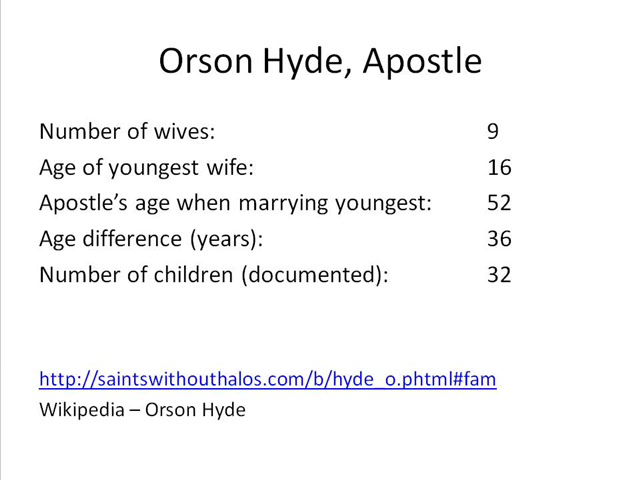 Orson Hyde, Apostle
Number of wives: 9
Age of youngest wife: 16
Apostle’s age when marrying youngest: 52
Age difference (years): 36
Number of children (documented): 32
http://saintswithouthalos.com/b/hyde_o.phtml#fam
Wikipedia – Orson Hyde